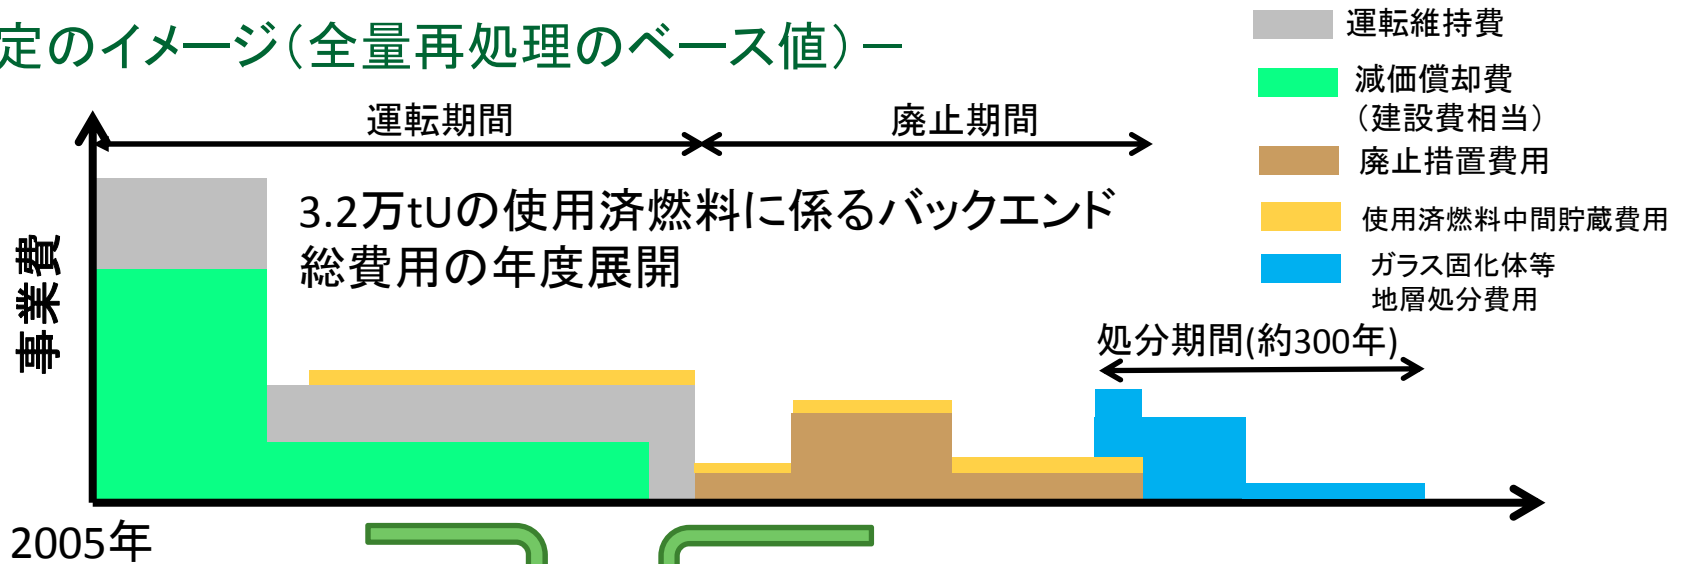 定のイメージ（全量再処理のベース値）－
運転維持費
減価償却費
（建設費相当）
廃止措置費用
使用済燃料中間貯蔵費用
ガラス固化体等
地層処分費用
運転期間
廃止期間
3.2万tUの使用済燃料に係るバックエンド
総費用の年度展開
事業費
処分期間(約300年)
2005年